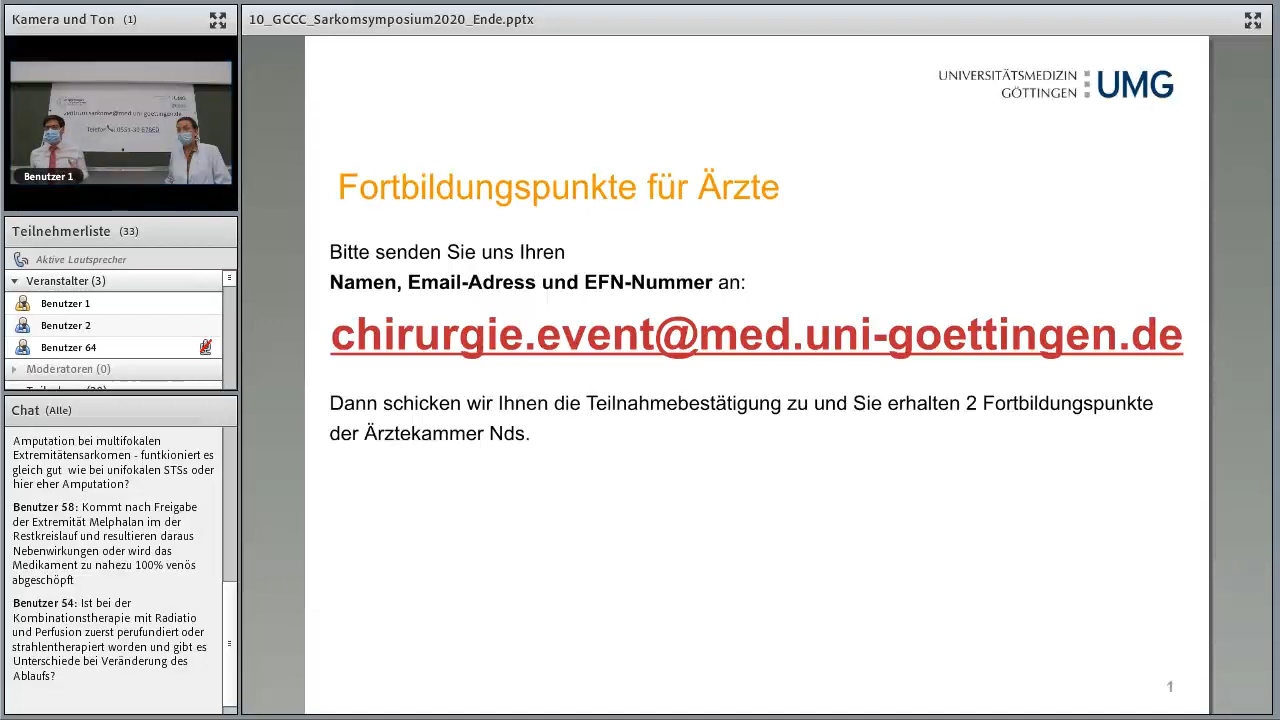 Kamera und Ton (1)
Benutzer 1
Teilnehmerliste (33)
Aktive Lautsprecher
Veranstalter (3)
Benutzer 1
Benutzer 2
Benutzer 64
Moderatoren (0)
Chat (Alle)
Amputation bei multifokalen
Extremitätensarkomen - funtkioniert es
gleich gut wie bei unifokalen STSs oder
hier eher Amputation?
Benutzer 58: Kommt nach Freigabe
der Extremität Melphalan im der
Restkreislauf und resultieren daraus
Nebenwirkungen oder wird das
Medikament zu nahezu 100% venös
abgeschöpft
Benutzer 54: Ist bei der
Kombinationstherapie mit Radiatio
und Perfusion zuerst perufundiert oder
strahlentherapiert worden und gibt es
Unterschiede bei Veränderung des
Ablaufs?
10_GCCC_Sarkomsymposium2020_Ende.pptx
UNIVERSITÄTSMEDIZIN
GÖTTINGEN
UMG
Fortbildungspunkte für Ärzte
Bitte senden Sie uns Ihren
Namen, Email-Adress und EFN-Nummer an:
chirurgie.event@med.uni-goettingen.de
Dann schicken wir Ihnen die Teilnahmebestätigung zu und Sie erhalten 2 Fortbildungspunkte
der Ärztekammer Nds.
1